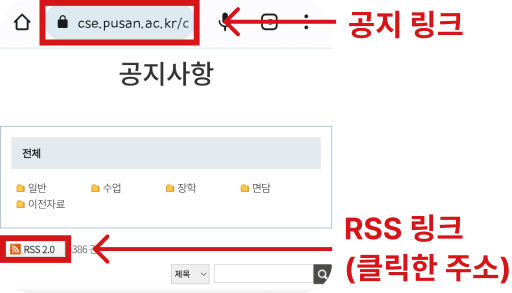 cse.pusan.ac.kr/c
공지 링크
공지사항
전체
일반
수업
장학
면담
이전자료
RSS 2.0
386
RSS 링크
(클릭한 주소)
제목